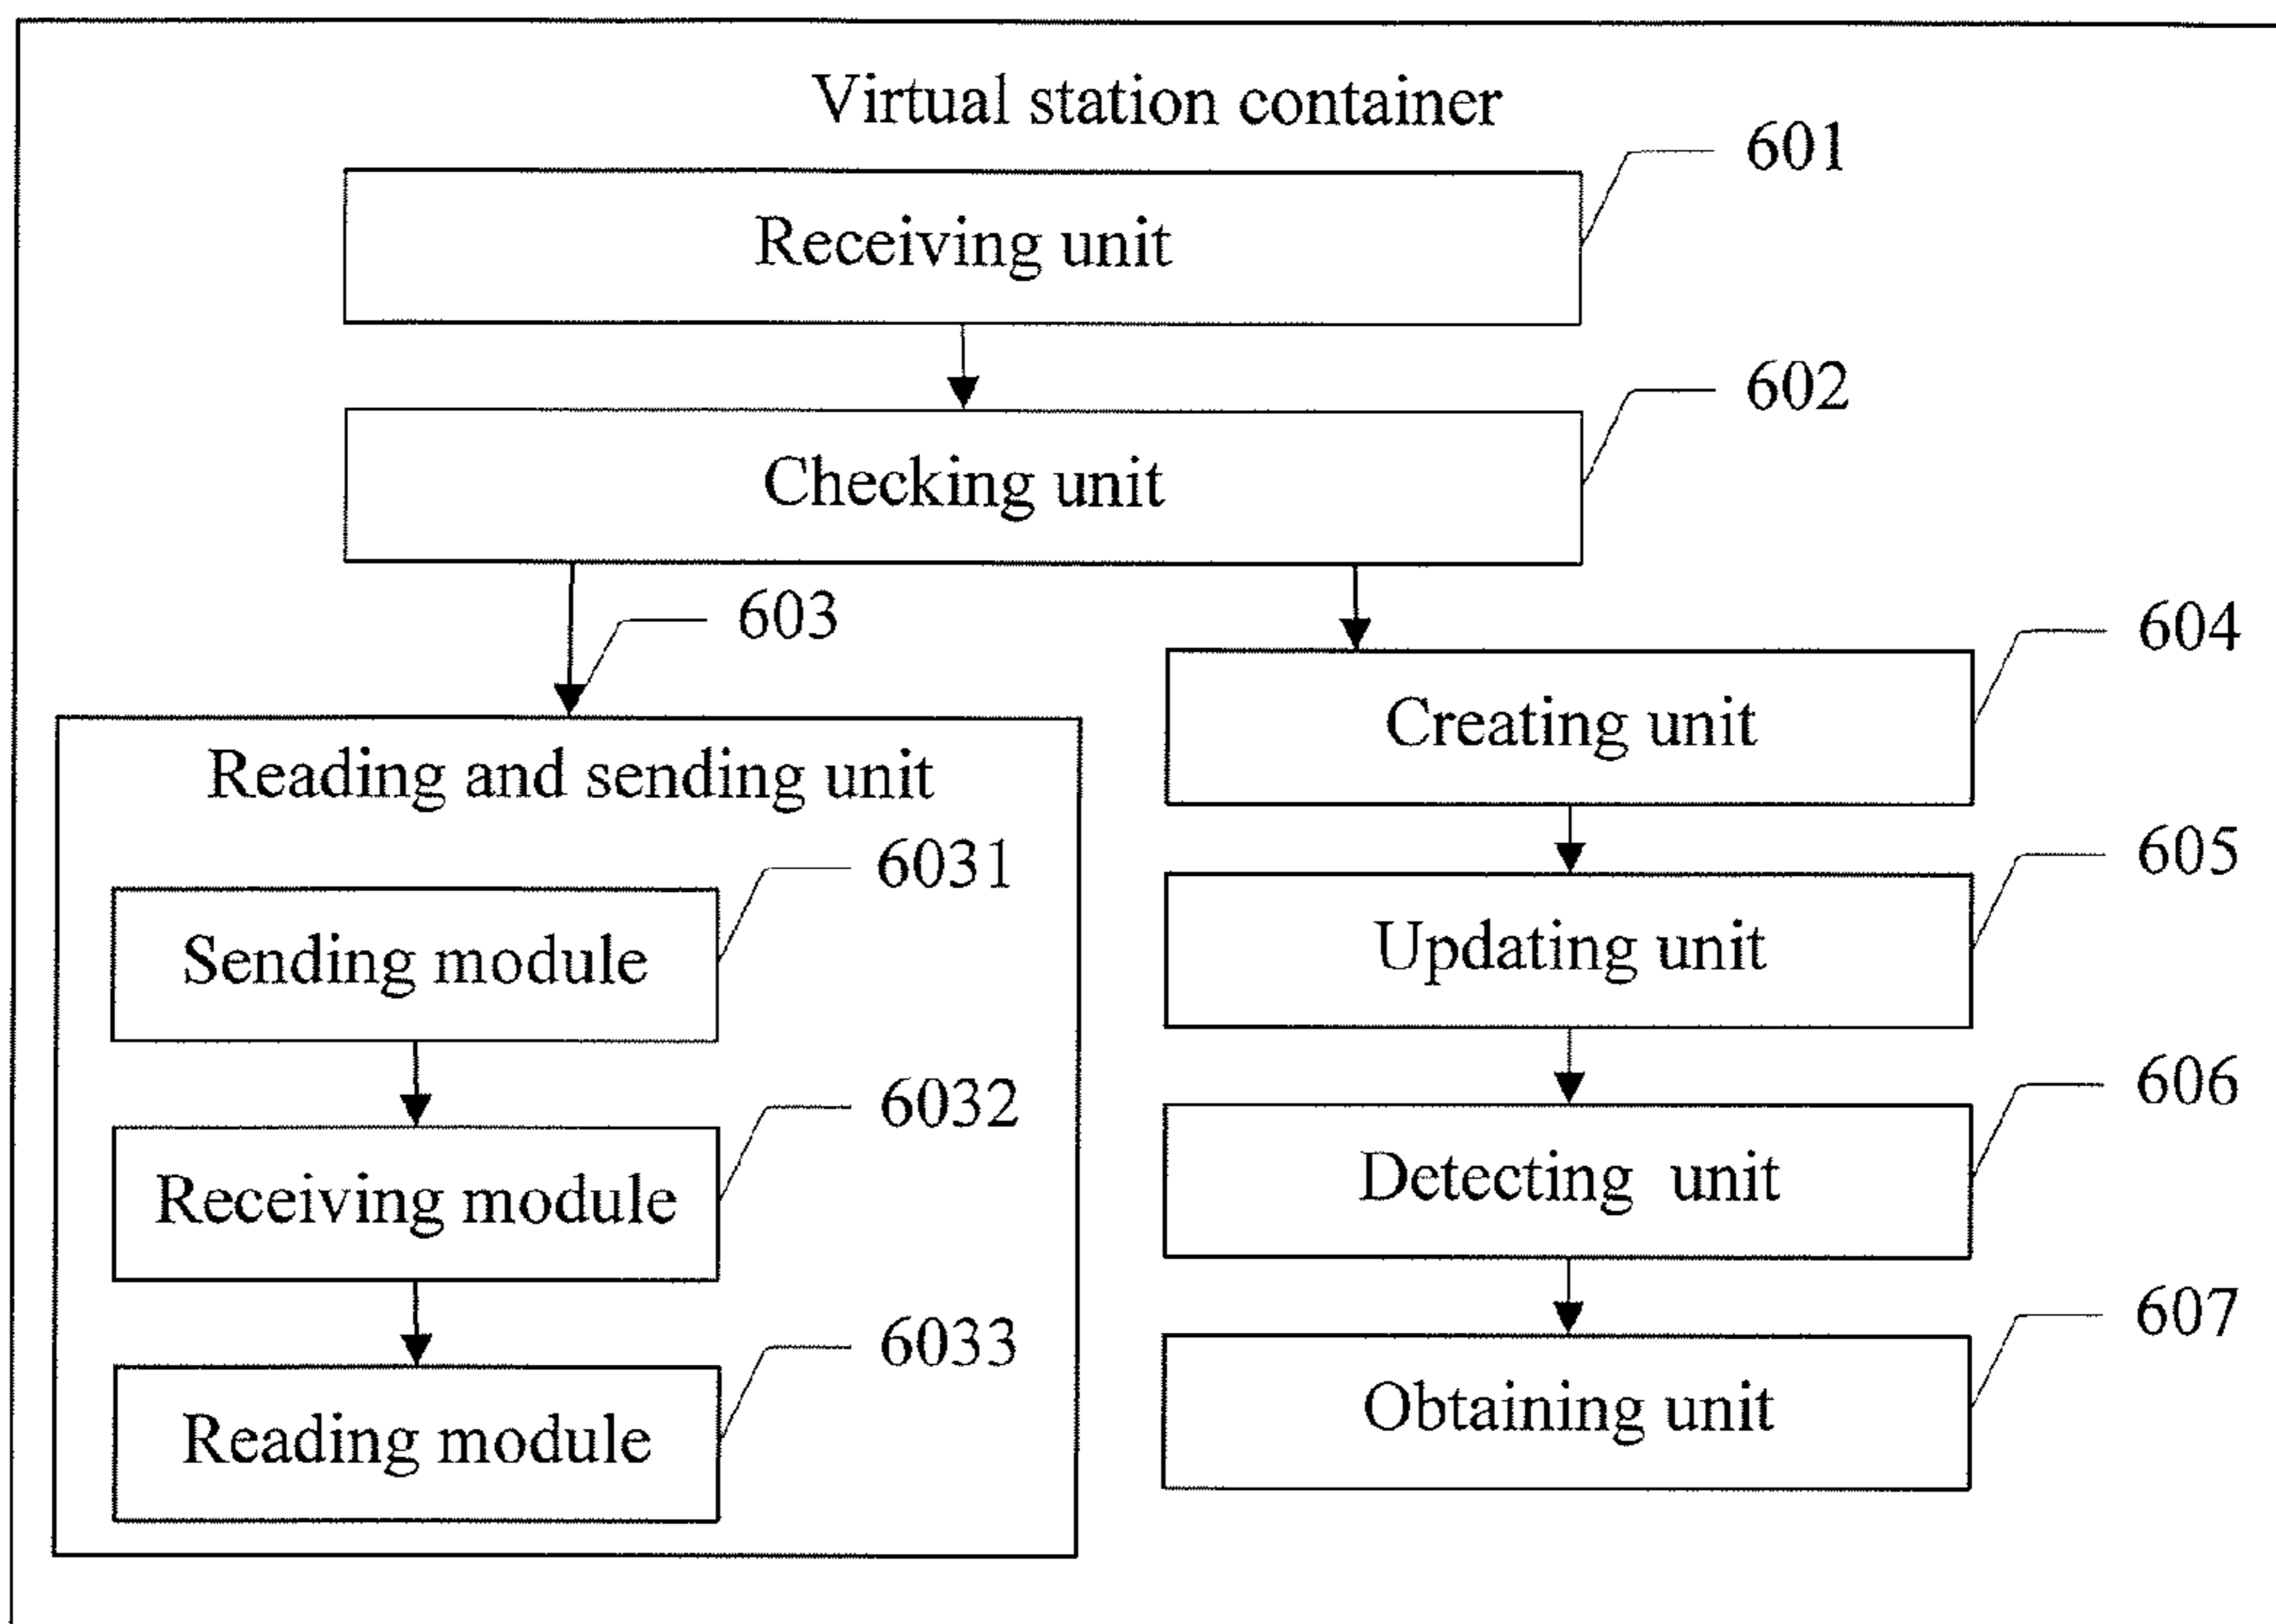 Virtual station container
601
Receiving unit
602
Checking unit
603
604
Creating unit
Reading and sending unit
605
6031
Updating unit
Sending module
606
6032
Detecting unit
Receiving module
607
6033
Obtaining unit
Reading module